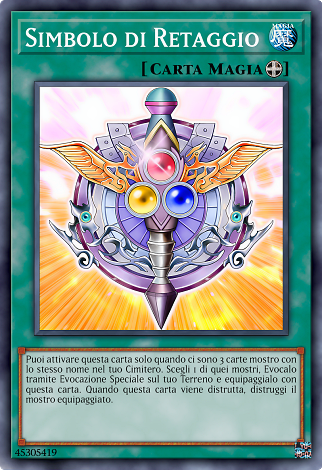 SIMBOLO DI RETAGGIO
MAGIA
[CARTA MAGIA]
Puoi attivare questa carta solo quando ci sono 3 carte mostro con
lo stesso nome nel tuo Cimitero. Scegli 1 di quei mostri, Evocalo
tramite Evocazione Speciale sul tuo Terreno e equipaggialo con
questa carta. Quando questa carta viene distrutta, distruggi il
mostro equipaggiato.
45305419